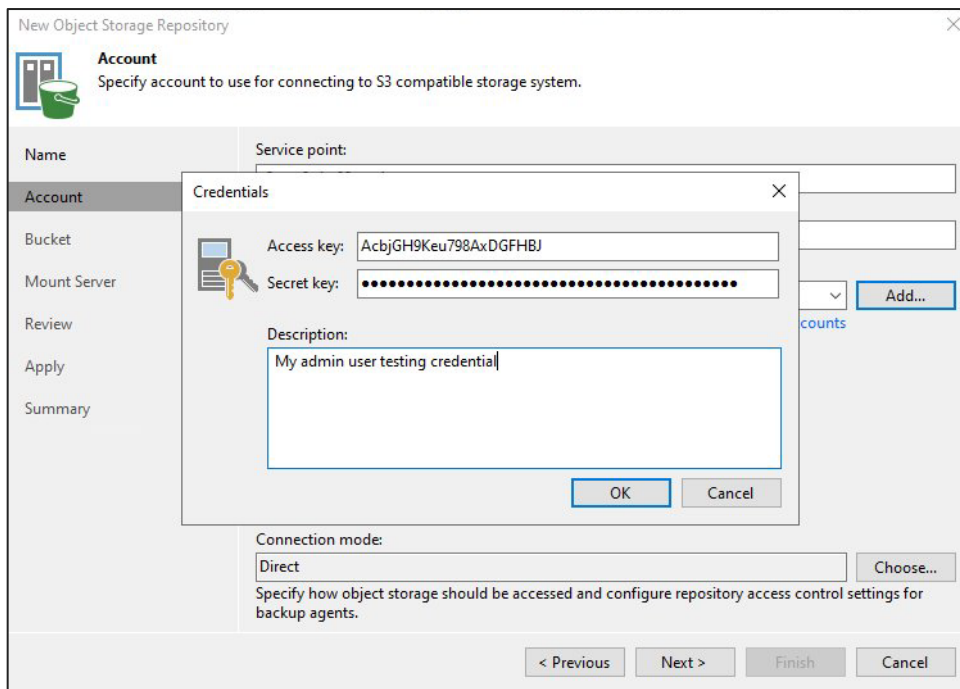 New Object Storage Repository
Account
Specify account to use for connecting to S3 compatible storage system.
Name
Account
Bucket
Mount Server
Review
Apply
Summary
Service point:
Credentials
Access key: AcbjGH9Keu798AxDGFHBJ
Secret key: ●●●●●●●●●●●●●●●●●●●●●●●●●●●●●●●●●●●●●●●●●●
Description:
My admin user testing credential
OK Cancel
Add...
counts
Connection mode:
Direct
Choose...
Specify how object storage should be accessed and configure repository access control settings for
backup agents.
< Previous Next > Finish Cancel